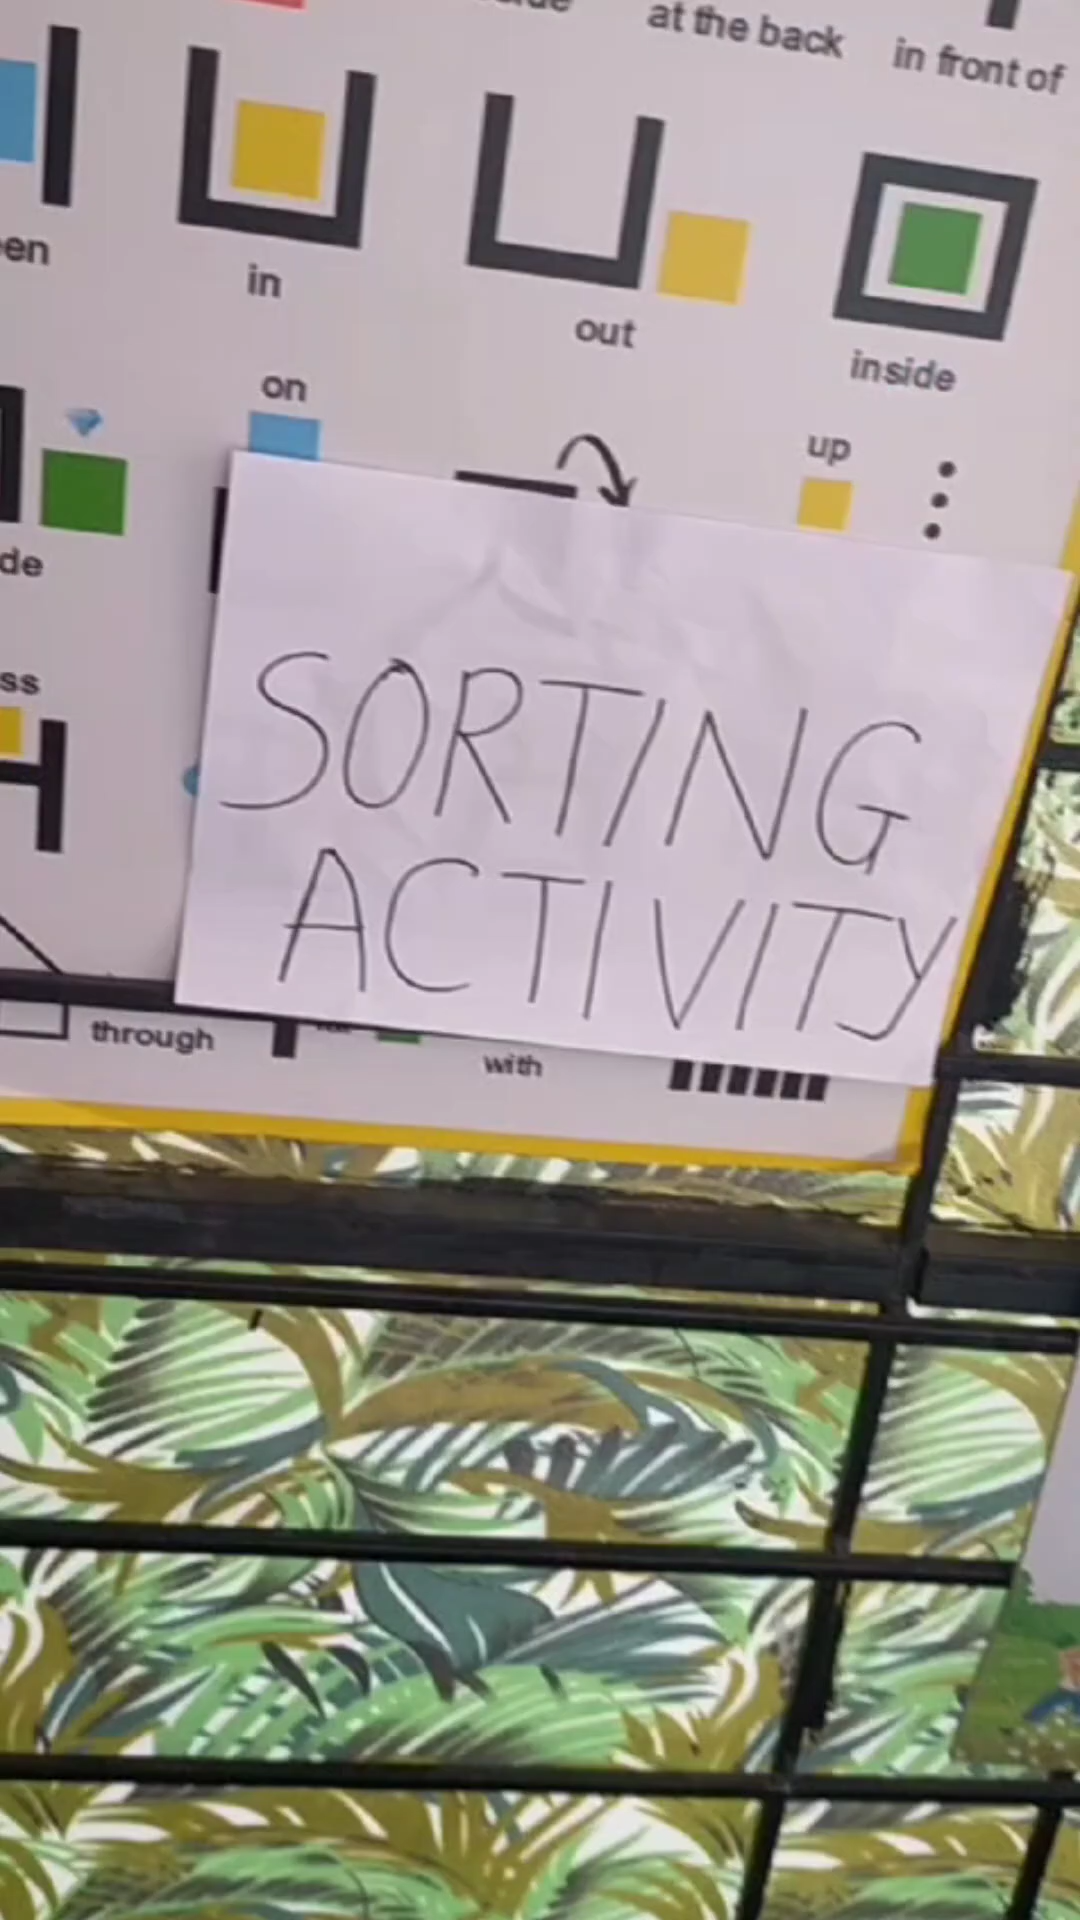 at the back
in front of
in
out
inside
on
up
SORTING
ACTIVITY
through
with